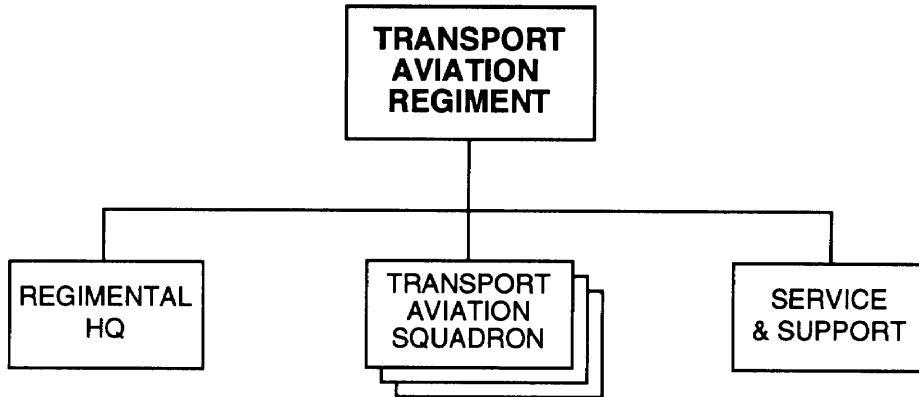 TRANSPORT
AVIATION
REGIMENT
REGIMENTAL
HQ
TRANSPORT
AVIATION
SQUADRON
SERVICE
& SUPPORT